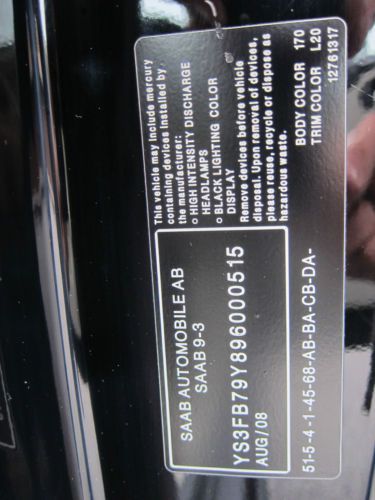 SAAB AUTOMOBILE AB
SAAB 9-3
YS3FB79Y896000515
AUG/08
51-5-4-1-45-68-AB-BA-CB-DA-
This vehicle may include mercury
containing devices installed by
the manufacturer:
○ HIGH INTENSITY DISCHARGE
HEADLAMPS
○ BLACK LIGHTING COLOR
DISPLAY
Remove devices before vehicle
disposal. Upon removal of devices,
please reuse, recycle or dispose as
hazardous waste.
BODY COLOR 170
TRIM COLOR L20
12761317